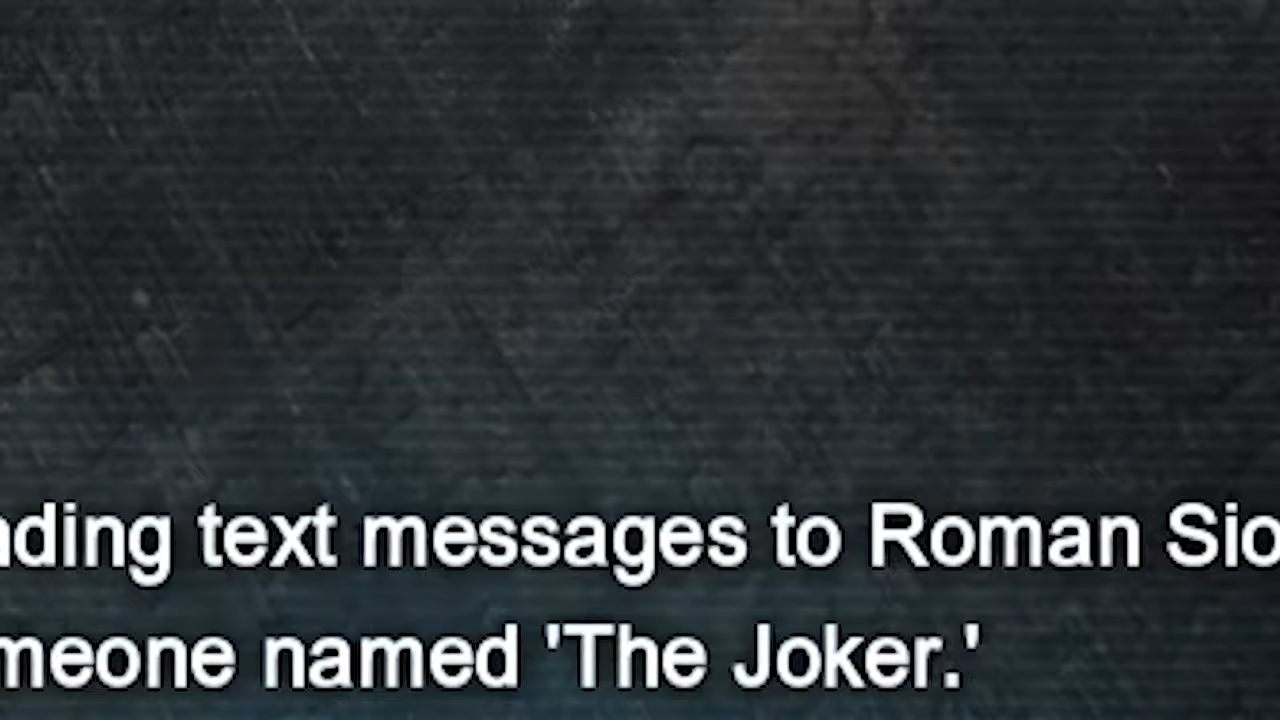 nding text messages to Roman Sio
meone named 'The Joker.'